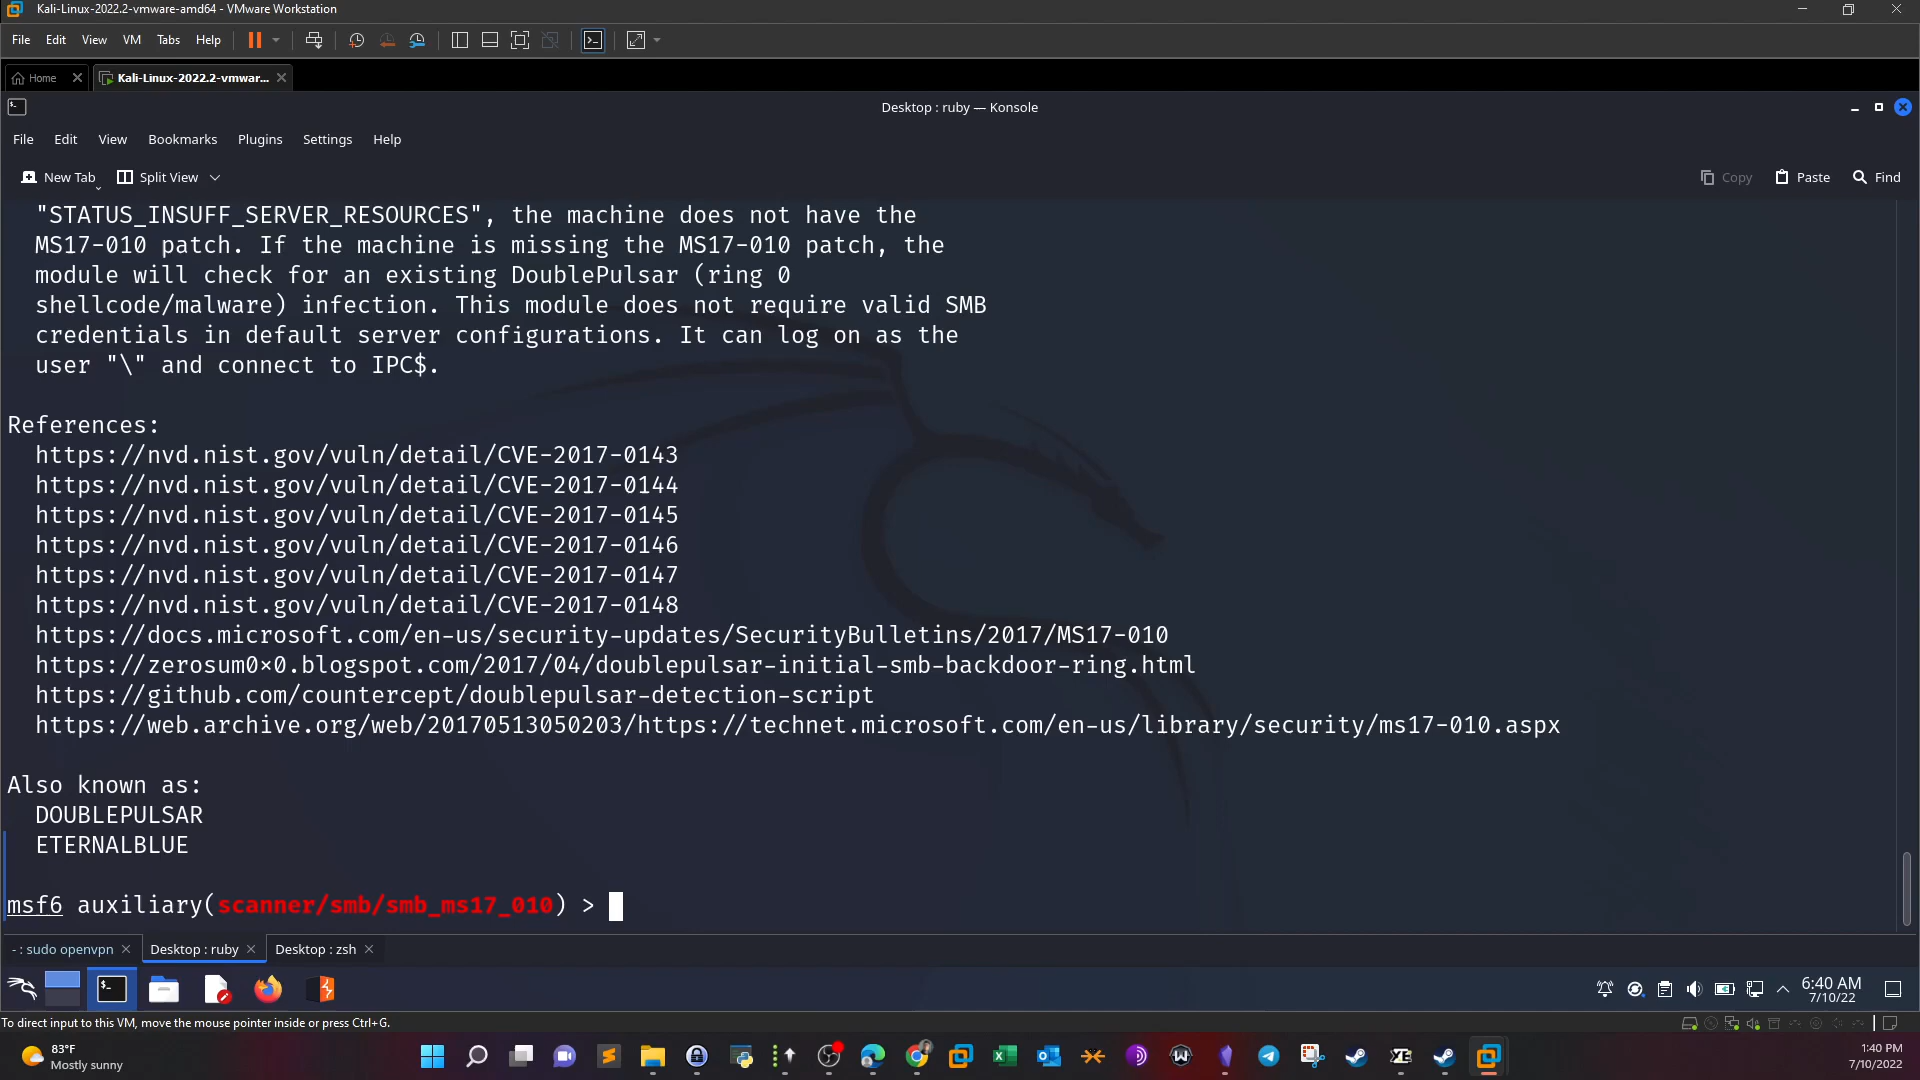 Kali-Linux-2022.2-vmware-amd64 - VMware Workstation
File Edit View VM Tabs Help
Home Kali-Linux-2022.2-vmwar...
Desktop : ruby — Konsole
File Edit View Bookmarks Plugins Settings Help
New Tab Split View Copy Paste Find
"STATUS_INSUFF_SERVER_RESOURCES", the machine does not have the
MS17-010 patch. If the machine is missing the MS17-010 patch, the
module will check for an existing DoublePulsar (ring 0
shellcode/malware) infection. This module does not require valid SMB
credentials in default server configurations. It can log on as the
user "\" and connect to IPC$.
References:
https://nvd.nist.gov/vuln/detail/CVE-2017-0143
https://nvd.nist.gov/vuln/detail/CVE-2017-0144
https://nvd.nist.gov/vuln/detail/CVE-2017-0145
https://nvd.nist.gov/vuln/detail/CVE-2017-0146
https://nvd.nist.gov/vuln/detail/CVE-2017-0147
https://nvd.nist.gov/vuln/detail/CVE-2017-0148
https://docs.microsoft.com/en-us/security-updates/SecurityBulletins/2017/MS17-010
https://zerosum0×0.blogspot.com/2017/04/doublepulsar-initial-smb-backdoor-ring.html
https://github.com/countercept/doublepulsar-detection-script
https://web.archive.org/web/20170513050203/https://technet.microsoft.com/en-us/library/security/ms17-010.aspx
Also known as:
DOUBLEPULSAR
ETERNALBLUE
msf6 auxiliary(scanner/smb/smb_ms17_010) >
- : sudo openvpn Desktop : ruby Desktop : zsh
6:40 AM
7/10/22
To direct input to this VM, move the mouse pointer inside or press Ctrl+G.
83°F
Mostly sunny
1:40 PM
7/10/2022